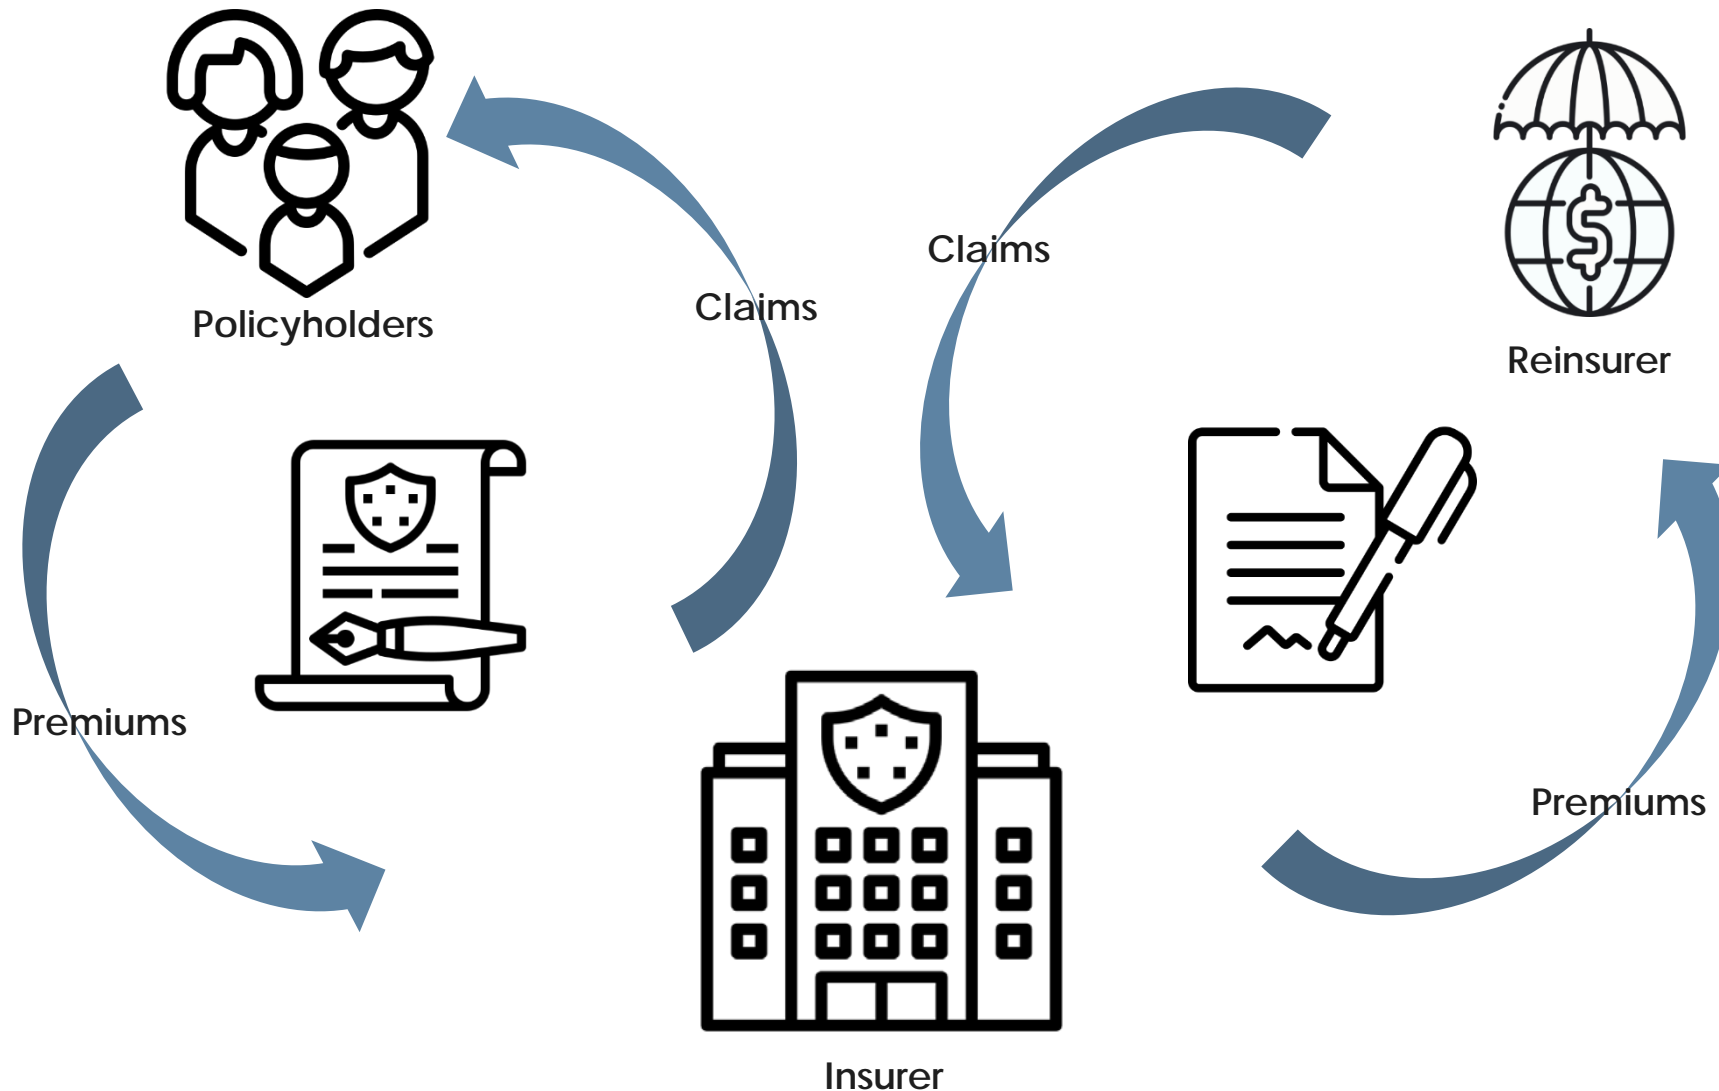 Claims
Claims
Policyholders
Reinsurer
Premiums
Premiums
Insurer